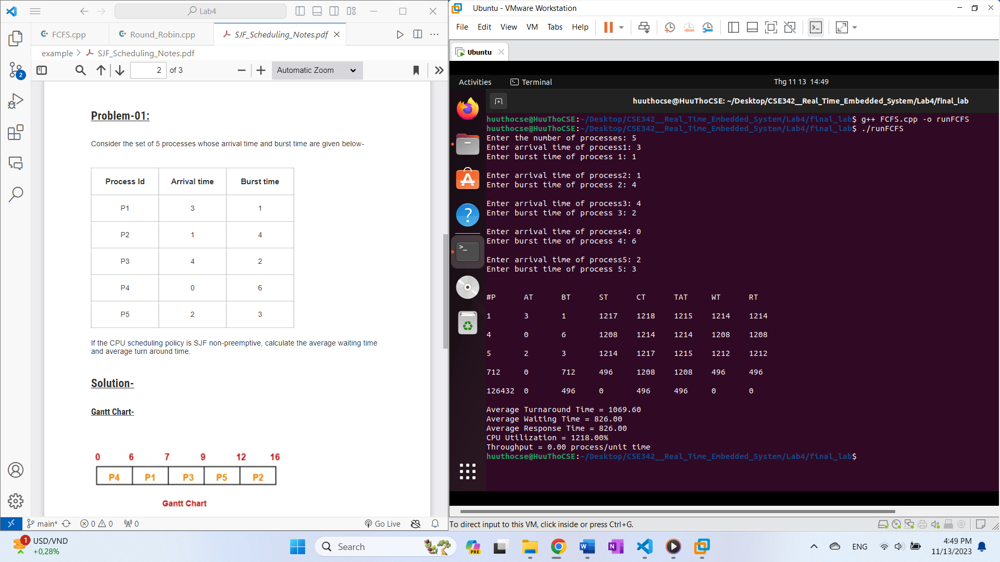 Lab4
FCFS.cpp
Round_Robin.cpp
SJF_Scheduling_Notes.pdf
example > SJF_Scheduling_Notes.pdf
2 of 3
Automatic Zoom
2
Problem-01:
Consider the set of 5 processes whose arrival time and burst time are given below-
Process Id Arrival time Burst time
P1 3 1
P2 1 4
P3 4 2
P4 0 6
P5 2 3
If the CPU scheduling policy is SJF non-preemptive, calculate the average waiting time
and average turn around time.
Solution-
Gantt Chart-
0 6 7 9 12 16
P4 P1 P3 P5 P2
Gantt Chart
main* 0 0 0 Go Live
Ubuntu - VMware Workstation
File Edit View VM Tabs Help
Ubuntu
Activities Terminal Thg 11 13 14:49
huuthocse@HuuThoCSE: ~/Desktop/CSE342__Real_Time_Embedded_System/Lab4/final_lab
huuthocse@HuuThoCSE:~/Desktop/CSE342__Real_Time_Embedded_System/Lab4/final_lab$ g++ FCFS.cpp -o runFCFS
huuthocse@HuuThoCSE:~/Desktop/CSE342__Real_Time_Embedded_System/Lab4/final_lab$ ./runFCFS
Enter the number of processes: 5
Enter arrival time of process1: 3
Enter burst time of process 1: 1
Enter arrival time of process2: 1
Enter burst time of process 2: 4
Enter arrival time of process3: 4
Enter burst time of process 3: 2
Enter arrival time of process4: 0
Enter burst time of process 4: 6
Enter arrival time of process5: 2
Enter burst time of process 5: 3
#P AT BT ST CT TAT WT RT
1 3 1 1217 1218 1215 1214 1214
4 0 6 1208 1214 1214 1208 1208
5 2 3 1214 1217 1215 1212 1212
712 0 712 496 1208 1208 496 496
126432 0 496 0 496 496 0 0
Average Turnaround Time = 1069.60
Average Waiting Time = 826.00
Average Response Time = 826.00
CPU Utilization = 1218.00%
Throughput = 0.00 process/unit time
huuthocse@HuuThoCSE:~/Desktop/CSE342__Real_Time_Embedded_System/Lab4/final_lab$
To direct input to this VM, click inside or press Ctrl+G.
1
USD/VND
+0,28%
Search
PRE
ENG
4:49 PM
11/13/2023